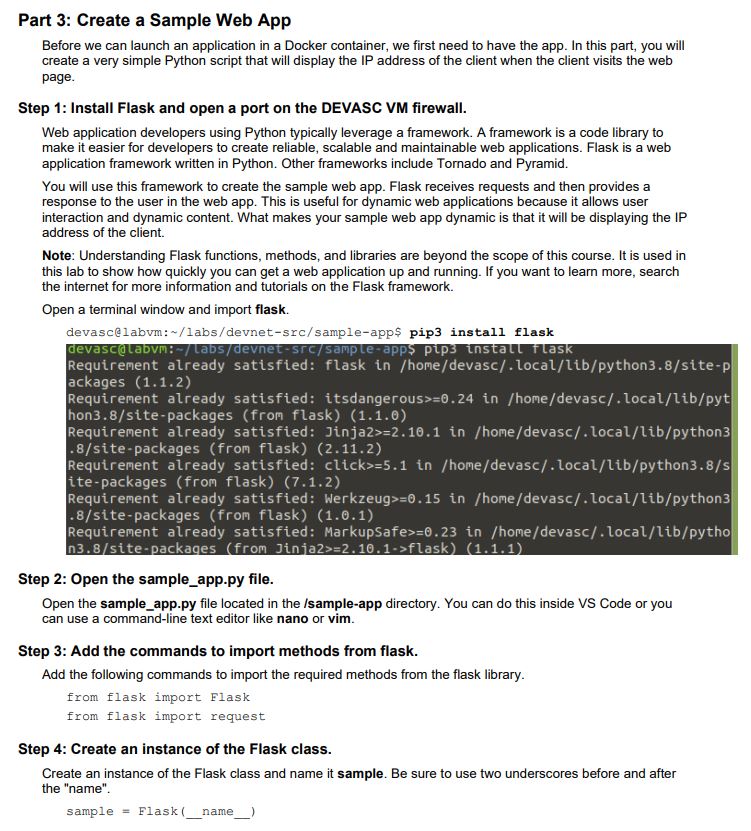 Part 3: Create a Sample Web App
Before we can launch an application in a Docker container, we first need to have the app. In this part, you will
create a very simple Python script that will display the IP address of the client when the client visits the web
page.
Step 1: Install Flask and open a port on the DEVASC VM firewall.
Web application developers using Python typically leverage a framework. A framework is a code library to
make it easier for developers to create reliable, scalable and maintainable web applications. Flask is a web
application framework written in Python. Other frameworks include Tornado and Pyramid.
You will use this framework to create the sample web app. Flask receives requests and then provides a
response to the user in the web app. This is useful for dynamic web applications because it allows user
interaction and dynamic content. What makes your sample web app dynamic is that it will be displaying the IP
address of the client.
Note: Understanding Flask functions, methods, and libraries are beyond the scope of this course. It is used in
this lab to show how quickly you can get a web application up and running. If you want to learn more, search
the internet for more information and tutorials on the Flask framework.
Open a terminal window and import flask.
devasc@labvm:~/labs/devnet-src/sample-app$ pip3 install flask
devasc@labvm:~/labs/devnet-src/sample-app$ pip3 install flask
Requirement already satisfied: flask in /home/devasc/.local/lib/python3.8/site-p
ackages (1.1.2)
Requirement already satisfied: itsdangerous>=0.24 in /home/devasc/.local/lib/pyt
hon3.8/site-packages (from flask) (1.1.0)
Requirement already satisfied: Jinja2>=2.10.1 in /home/devasc/.local/lib/python3
.8/site-packages (from flask) (2.11.2)
Requirement already satisfied: click>=5.1 in /home/devasc/.local/lib/python3.8/s
ite-packages (from flask) (7.1.2)
Requirement already satisfied: Werkzeug>=0.15 in /home/devasc/.local/lib/python3
.8/site-packages (from flask) (1.0.1)
Requirement already satisfied: MarkupSafe>=0.23 in /home/devasc/.local/lib/pytho
n3.8/site-packages (from Jinja2>=2.10.1->flask) (1.1.1)
Step 2: Open the sample_app.py file.
Open the sample_app.py file located in the /sample-app directory. You can do this inside VS Code or you
can use a command-line text editor like nano or vim.
Step 3: Add the commands to import methods from flask.
Add the following commands to import the required methods from the flask library.
from flask import Flask
from flask import request
Step 4: Create an instance of the Flask class.
Create an instance of the Flask class and name it sample. Be sure to use two underscores before and after
the "name".
sample = Flask(__name__)